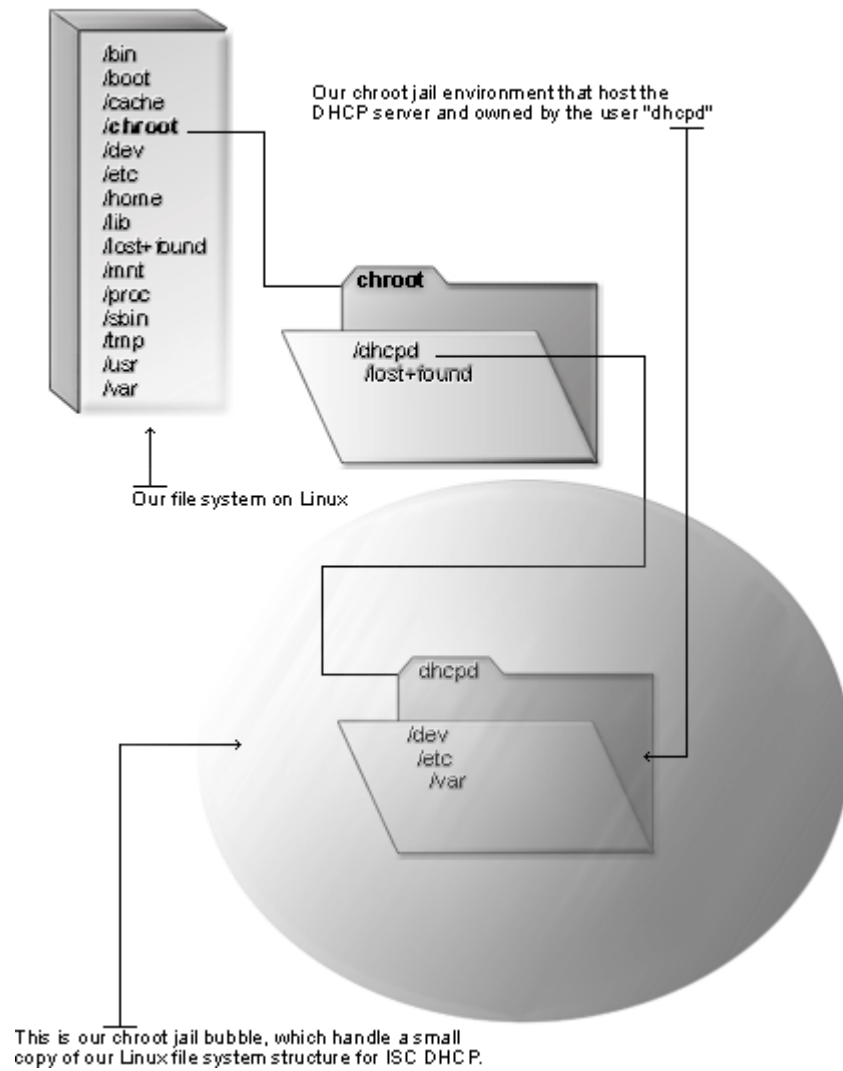 /bin
/boot
/cache
/chroot
/dev
/etc
/home
/lib
/lost+found
/mnt
/proc
/sbin
/tmp
/usr
/var
Our chroot jail environment that host the
DHCP server and owned by the user "dhcpd"
chroot
/dhcpd
/lost+found
Our file system on Linux
dhcpd
/dev
/etc
/var
This is our chroot jail bubble, which handle a small
copy of our Linux file system structure for ISC DHCP.